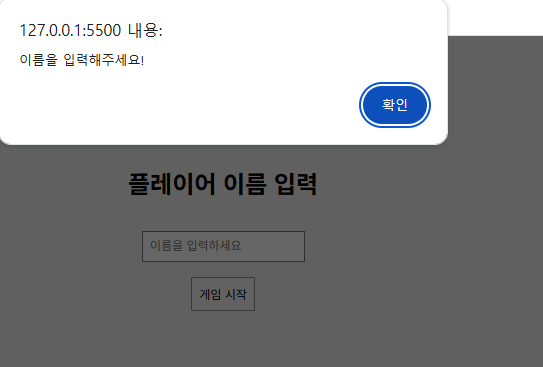 127.0.0.1:5500 내용:
이름을 입력해주세요!
확인
플레이어 이름 입력
이름을 입력하세요
게임 시작